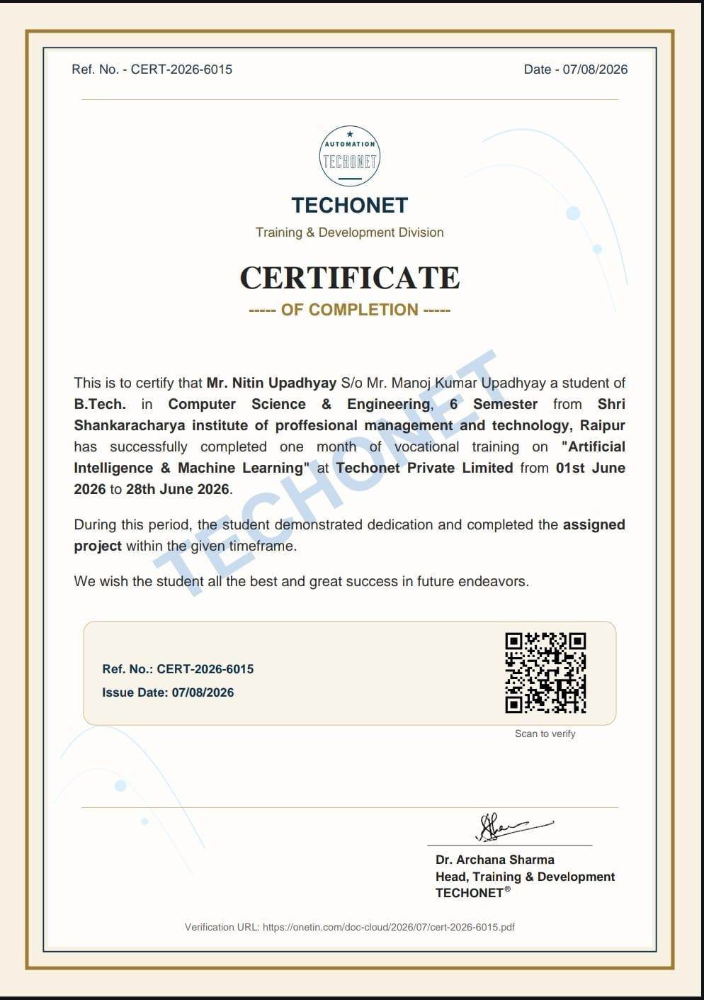 Ref. No. - CERT-2026-6015
Date - 07/08/2026
AUTOMATION
TECHONET
TECHONET
Training & Development Division
CERTIFICATE
----- OF COMPLETION -----
This is to certify that Mr. Nitin Upadhyay S/o Mr. Manoj Kumar Upadhyay a student of
B.Tech. in Computer Science & Engineering, 6 Semester from Shri
Shankaracharya institute of proffesional management and technology, Raipur
has successfully completed one month of vocational training on "Artificial
Intelligence & Machine Learning" at Techonet Private Limited from 01st June
2026 to 28th June 2026.
During this period, the student demonstrated dedication and completed the assigned
project within the given timeframe.
We wish the student all the best and great success in future endeavors.
TECHONET
Ref. No.: CERT-2026-6015
Issue Date: 07/08/2026
Scan to verify
Dr. Archana Sharma
Head, Training & Development
TECHONET®
Verification URL: https://onetin.com/doc-cloud/2026/07/cert-2026-6015.pdf